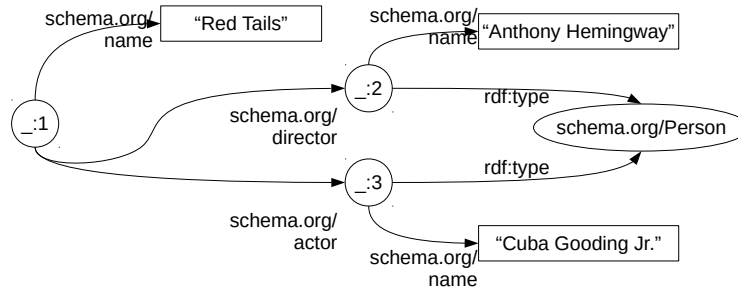 schema.org/
name
“Red Tails”
schema.org/
name
“Anthony Hemingway”
_:1
_:2
rdf:type
schema.org/
director
schema.org/Person
_:3
rdf:type
schema.org/
actor
schema.org/
name
“Cuba Gooding Jr.”